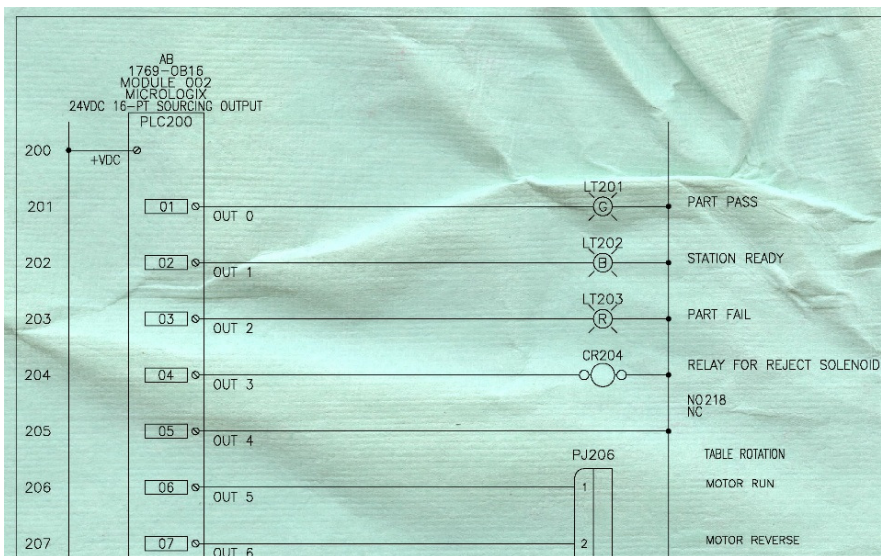 AB
1769-OB16
MODULE 002
MICROLOGIX
24VDC 16-PT SOURCING OUTPUT
PLC200
200
+VDC
201
01
OUT 0
LT201
G
PART PASS
202
02
OUT 1
LT202
B
STATION READY
203
03
OUT 2
LT203
R
PART FAIL
204
04
OUT 3
CR204
RELAY FOR REJECT SOLENOID
NO218
NC
205
05
OUT 4
PJ206
TABLE ROTATION
206
06
OUT 5
1
MOTOR RUN
207
07
OUT 6
2
MOTOR REVERSE